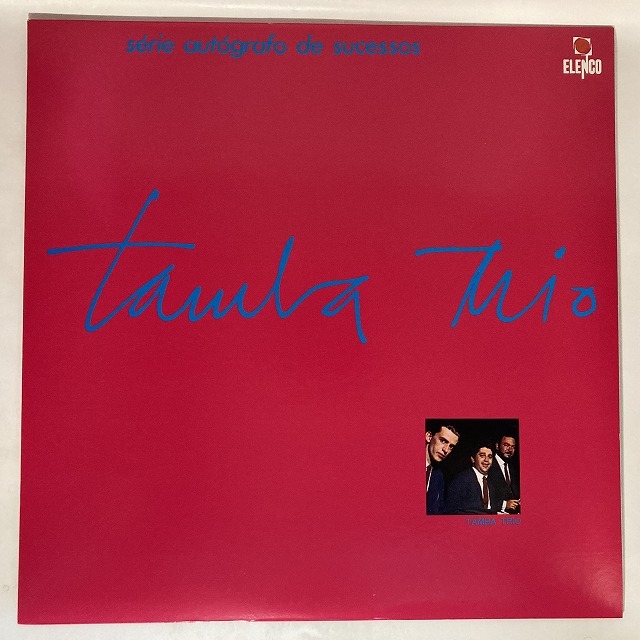 série autógrafo de sucessos
ELENCO
Tamba Trio
TAMBA TRIO